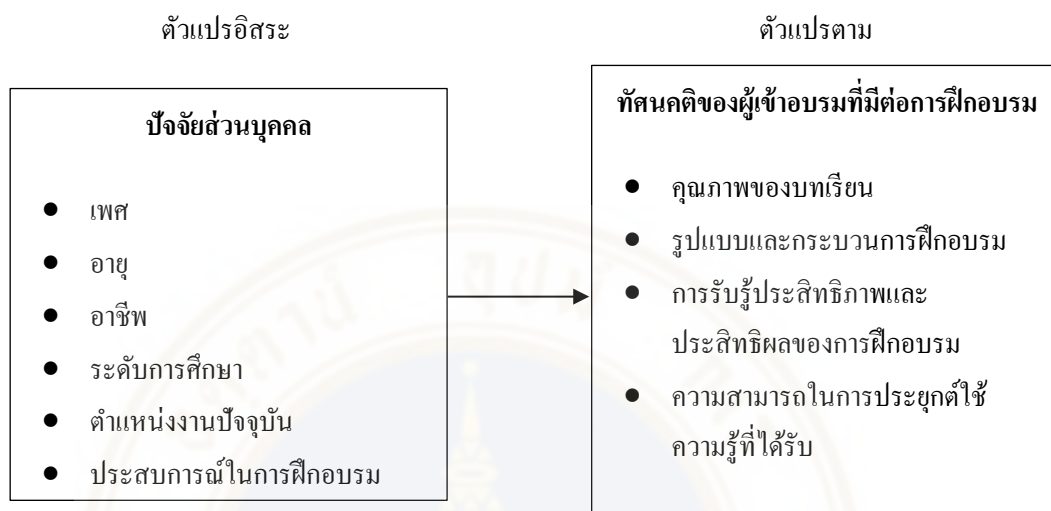 ตัวแปรอิสระ
ตัวแปรตาม
ปัจจัยส่วนบุคคล
● เพศ
● อายุ
● อาชีพ
● ระดับการศึกษา
● ตำแหน่งงานปัจจุบัน
● ประสบการณ์ในการฝึกอบรม
ทัศนคติของผู้เข้าอบรมที่มีต่อการฝึกอบรม
● คุณภาพของบทเรียน
● รูปแบบและกระบวนการฝึกอบรม
● การรับรู้ประสิทธิภาพและ
ประสิทธิผลของการฝึกอบรม
● ความสามารถในการประยุกต์ใช้
ความรู้ที่ได้รับ